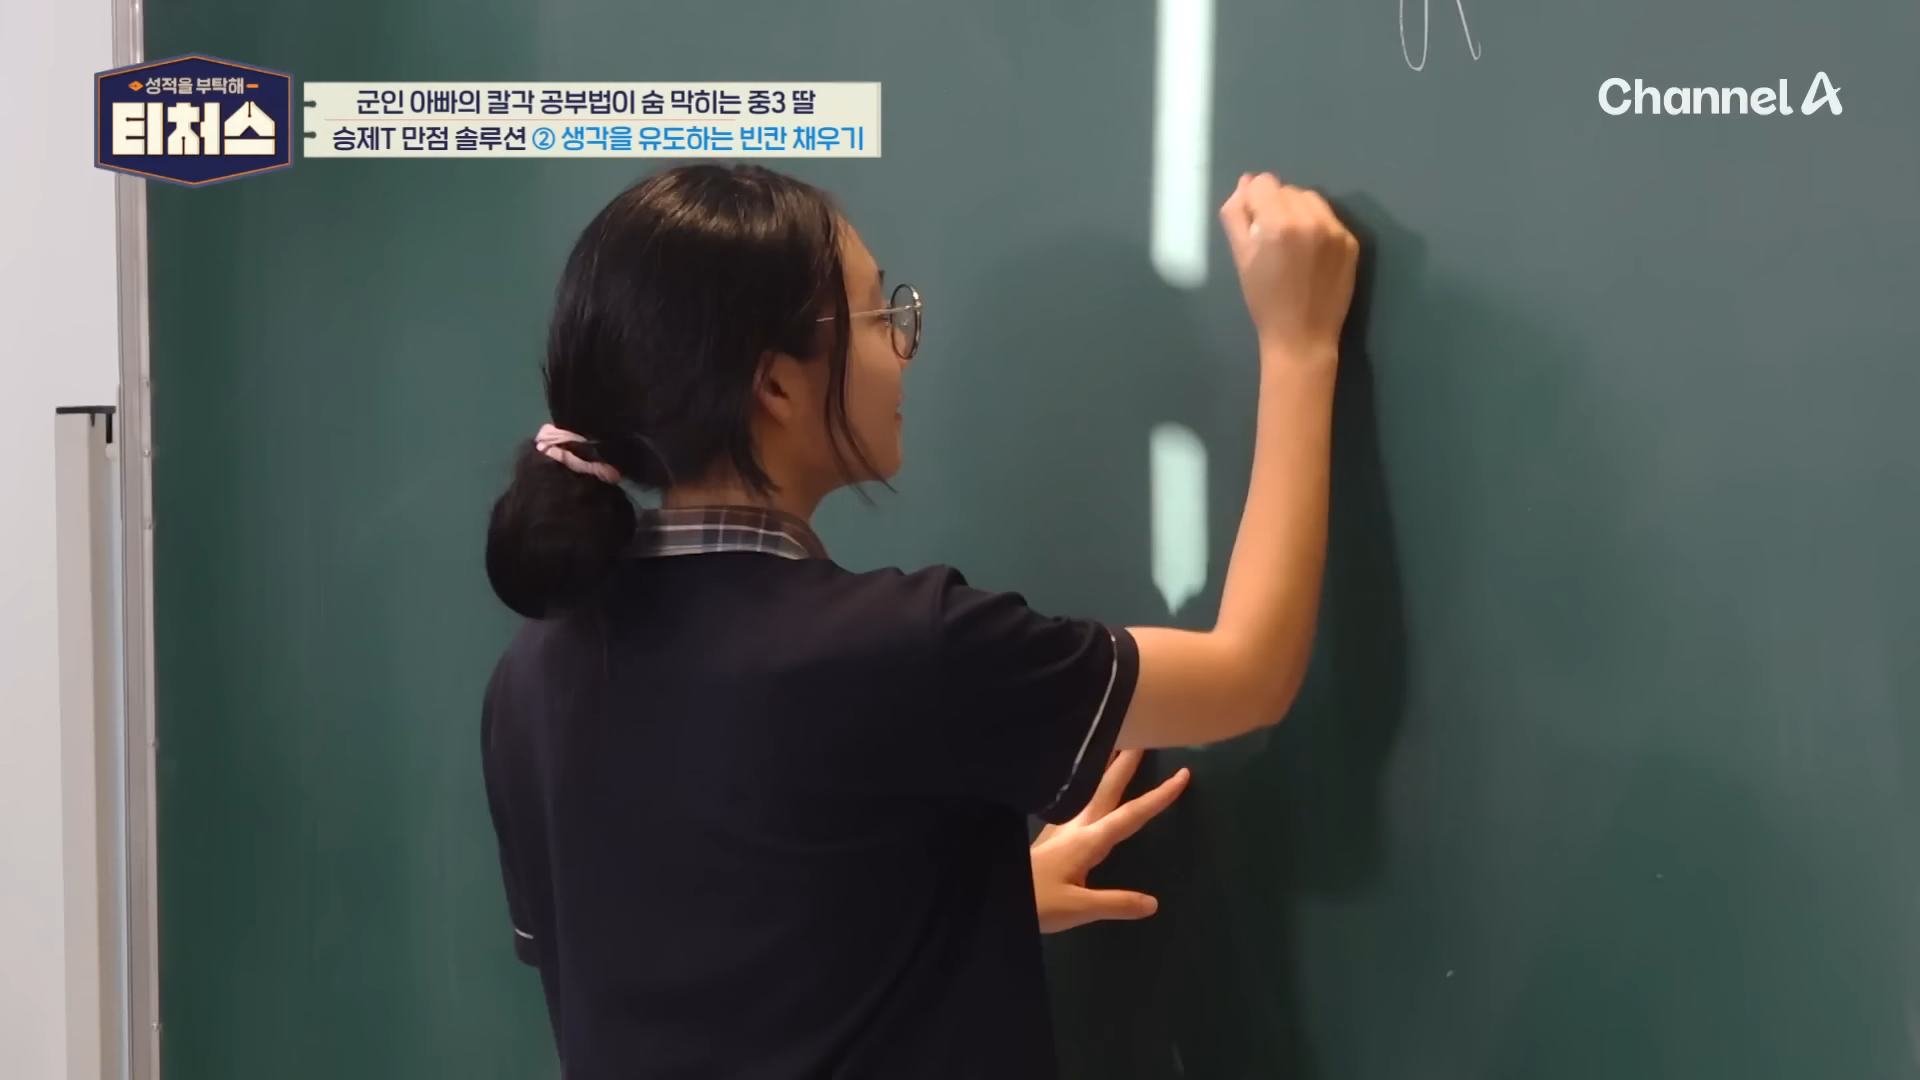 성적을 부탁해
티처스
군인 아빠의 칼각 공부법이 숨 막히는 중3 딸
승제T 만점 솔루션 ② 생각을 유도하는 빈칸 채우기
Channel A